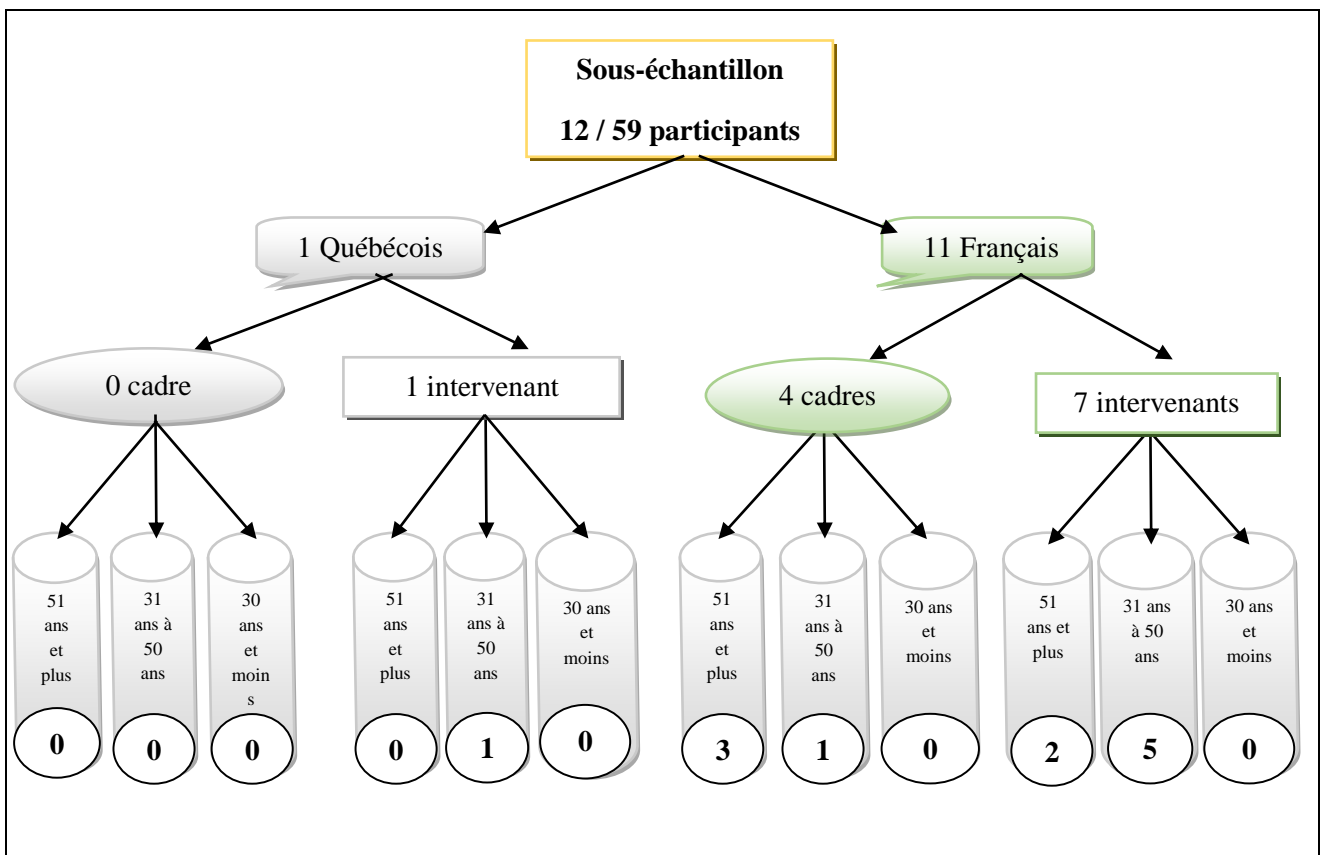 Sous-échantillon
12 / 59 participants
1 Québécois
11 Français
0 cadre
1 intervenant
4 cadres
7 intervenants
51
ans
et
plus
31
ans à
50
ans
30
ans
et
moin
s
51
ans
et
plus
31
ans à
50
ans
30 ans
et
moins
51
ans
et
plus
31
ans à
50
ans
30 ans
et
moins
51
ans et
plus
31 ans
à 50
ans
30 ans
et
moins
0
0
0
0
1
0
3
1
0
2
5
0